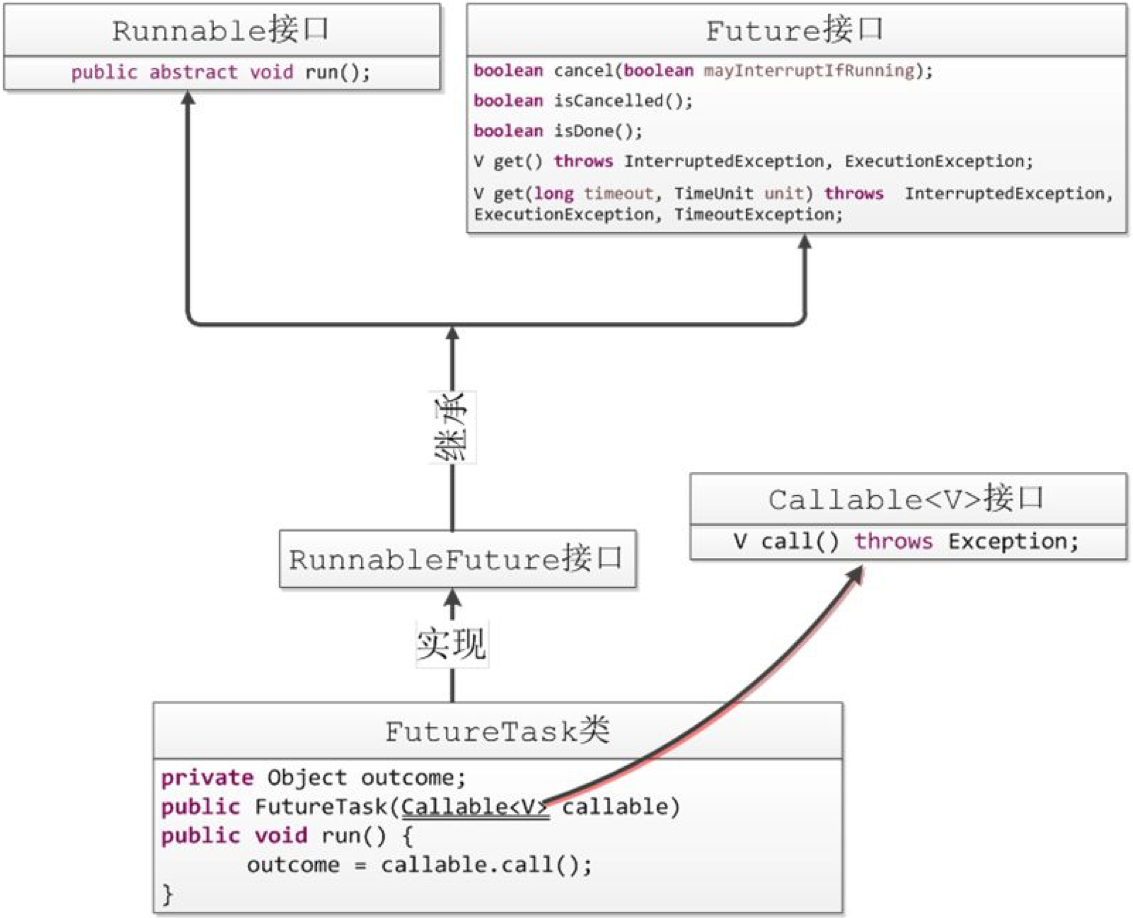 Runnable接口
public abstract void run();
Future接口
boolean cancel(boolean mayInterruptIfRunning);
boolean isCancelled();
boolean isDone();
V get() throws InterruptedException, ExecutionException;
V get(long timeout, TimeUnit unit) throws InterruptedException,
ExecutionException, TimeoutException;
继承
RunnableFuture接口
Callable<V>接口
V call() throws Exception;
实现
FutureTask类
private Object outcome;
public FutureTask(Callable<V> callable)
public void run() {
outcome = callable.call();
}